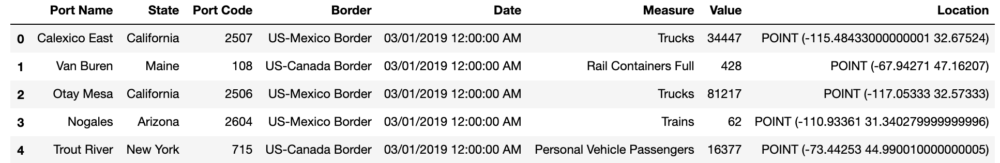 Port Name State Port Code Border Date Measure Value Location
0 Calexico East California 2507 US-Mexico Border 03/01/2019 12:00:00 AM Trucks 34447 POINT (-115.48433000000001 32.67524)
1 Van Buren Maine 108 US-Canada Border 03/01/2019 12:00:00 AM Rail Containers Full 428 POINT (-67.94271 47.16207)
2 Otay Mesa California 2506 US-Mexico Border 03/01/2019 12:00:00 AM Trucks 81217 POINT (-117.05333 32.57333)
3 Nogales Arizona 2604 US-Mexico Border 03/01/2019 12:00:00 AM Trains 62 POINT (-110.93361 31.340279999999996)
4 Trout River New York 715 US-Canada Border 03/01/2019 12:00:00 AM Personal Vehicle Passengers 16377 POINT (-73.44253 44.990010000000005)